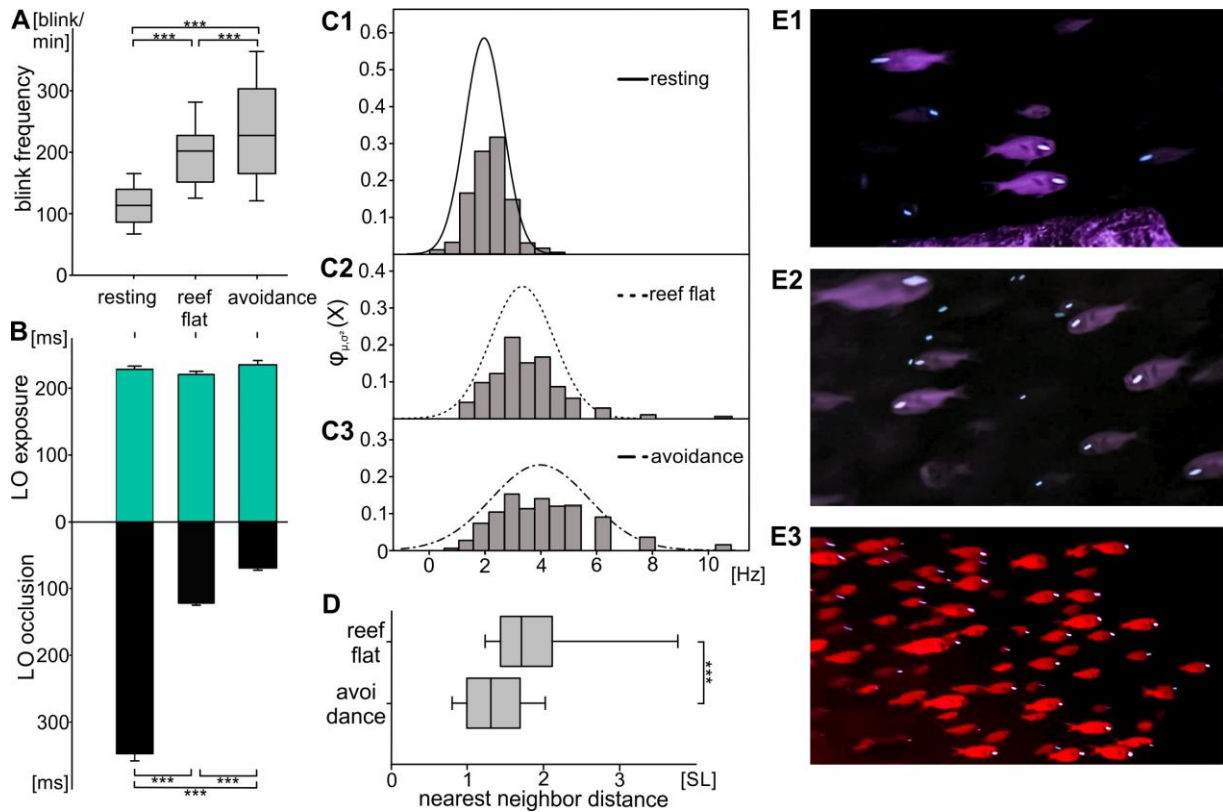 A [blink/
min]
*** 
*** ***
300
200
100
0
blink frequency
resting reef avoidance
flat
B
[ms]
200
100
0
100
200
300
[ms]
LO exposure
LO occlusion
*** ***
***
C1
0.6
0.5
0.4
0.3
0.2
0.1
resting
C2
0.4
0.3
0.2
0.1
0
reef flat
φμ,σ²(X)
C3
0.3
0.2
0.1
0
avoidance
0 2 4 6 8 10 [Hz]
D
reef
flat
avoi
dance
***
0 1 2 3 [SL]
nearest neighbor distance
E1
E2
E3